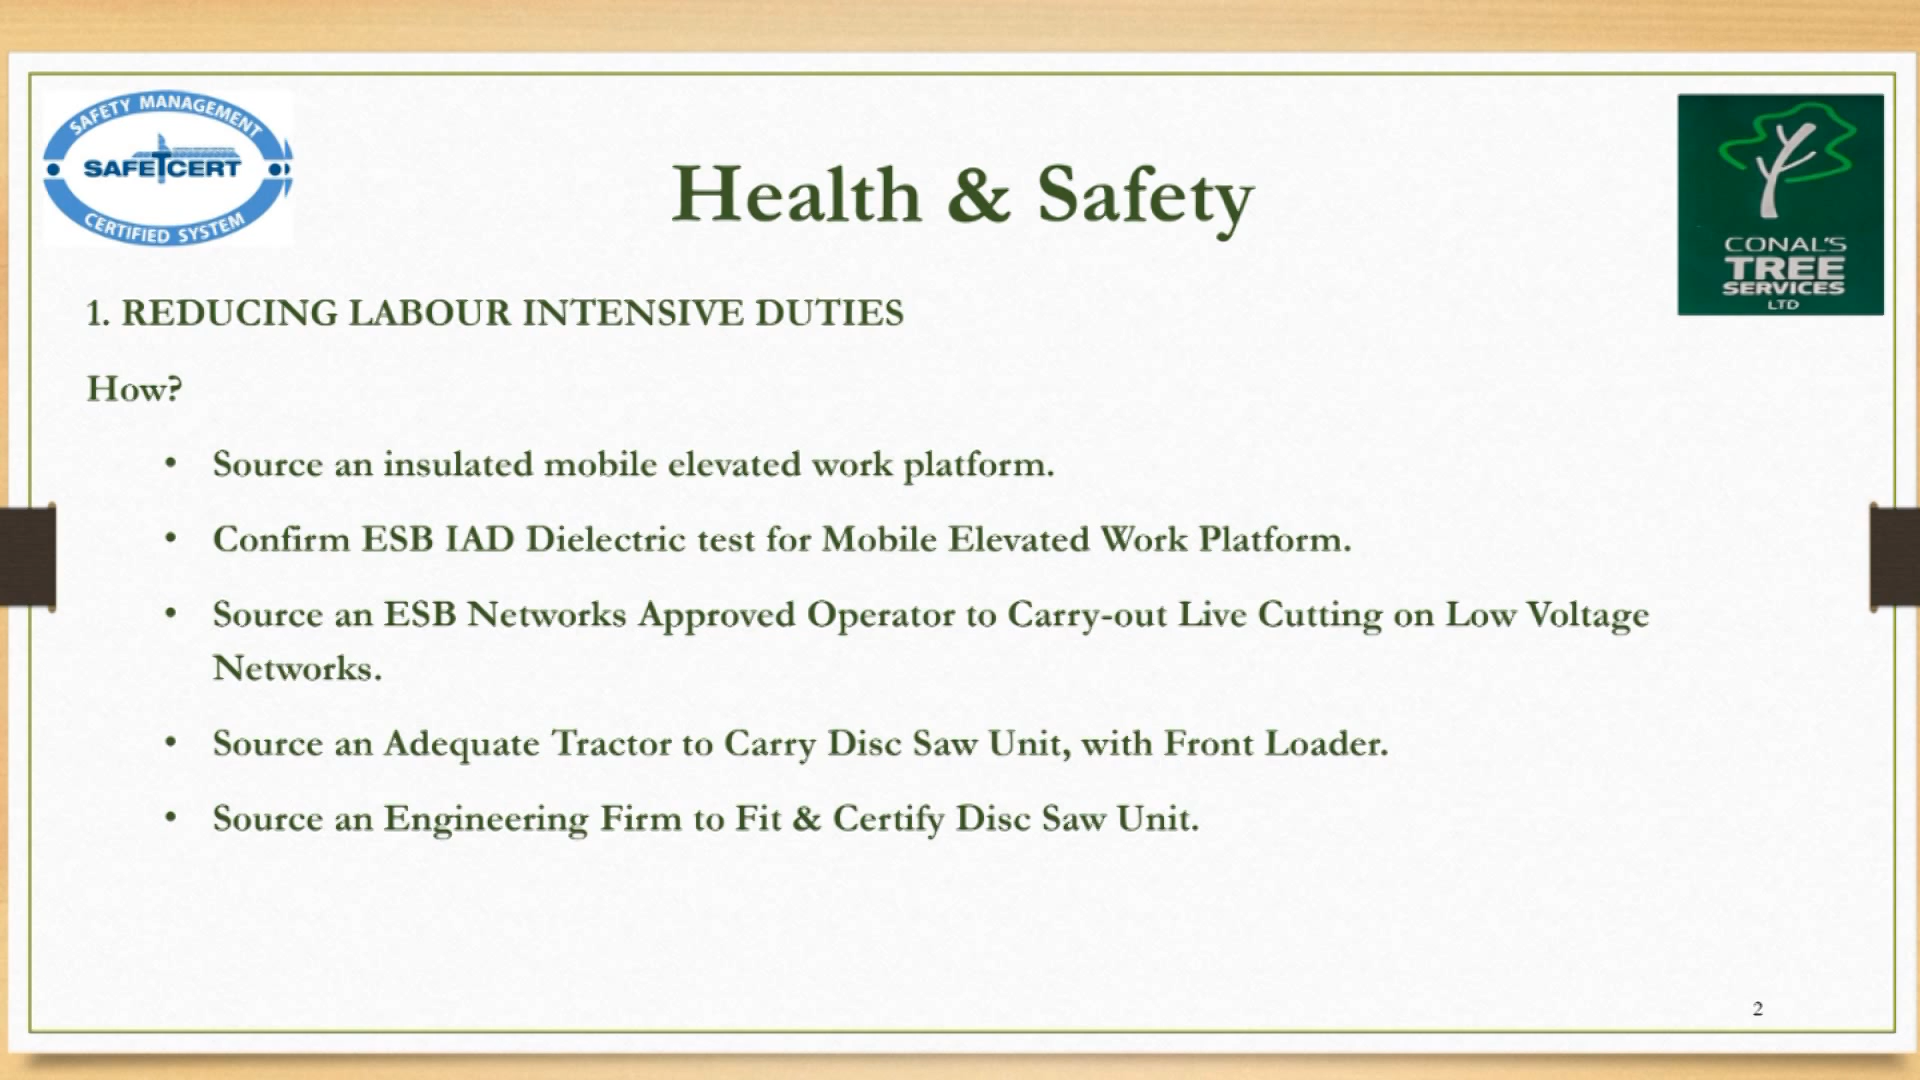 SAFETY MANAGEMENT
SAFETCERT
CERTIFIED SYSTEM
Health & Safety
CONAL'S
TREE
SERVICES
LTD
1. REDUCING LABOUR INTENSIVE DUTIES
How?
• Source an insulated mobile elevated work platform.
• Confirm ESB IAD Dielectric test for Mobile Elevated Work Platform.
• Source an ESB Networks Approved Operator to Carry-out Live Cutting on Low Voltage
Networks.
• Source an Adequate Tractor to Carry Disc Saw Unit, with Front Loader.
• Source an Engineering Firm to Fit & Certify Disc Saw Unit.
2